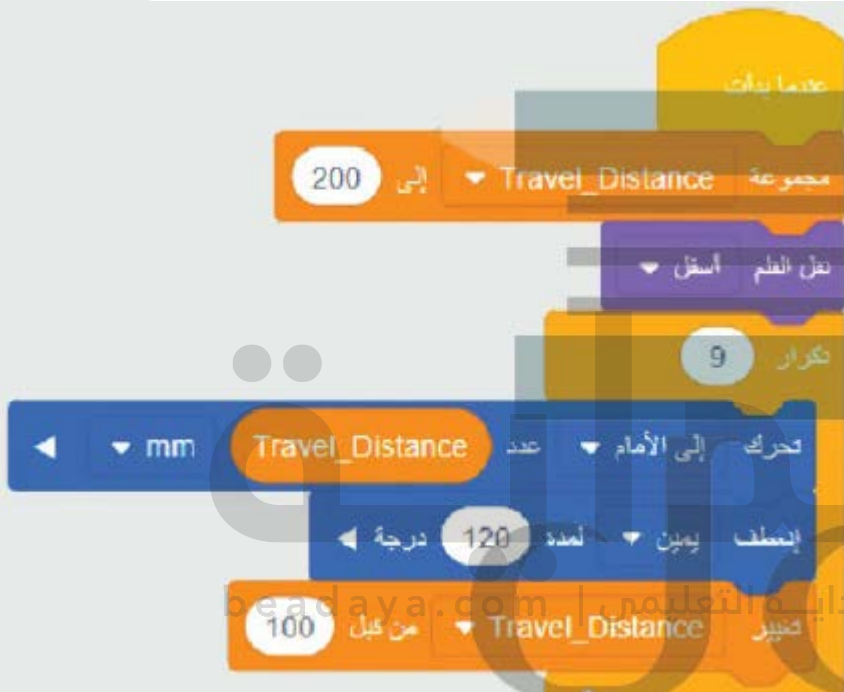 عندما بدأت
مجموعة Travel_Distance إلى 200
نقل القلم أسفل
تكرار 9
تحرك إلى الأمام عدد Travel_Distance mm
إنعطف يمين لمدة 120 درجة
beadaya.com | التعليمي
تغيير Travel_Distance من قبل 100